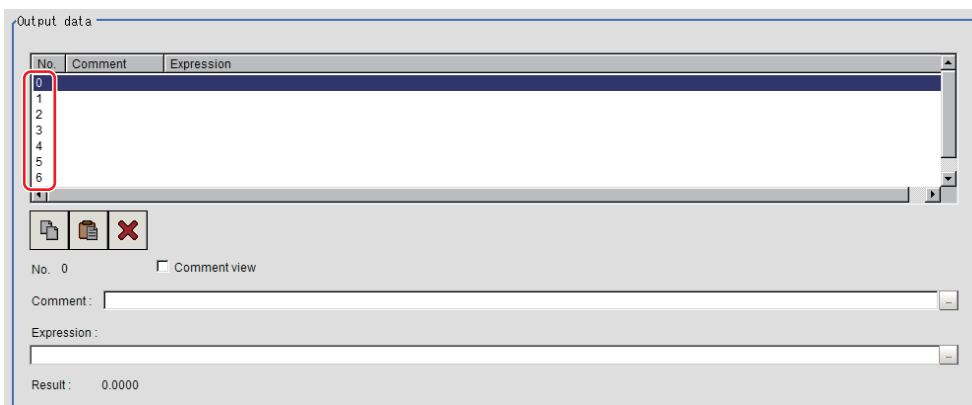 Output data
No. Comment Expression
0
1
2
3
4
5
6
No. 0 Comment view
Comment : ...
Expression :
...
Result : 0.0000